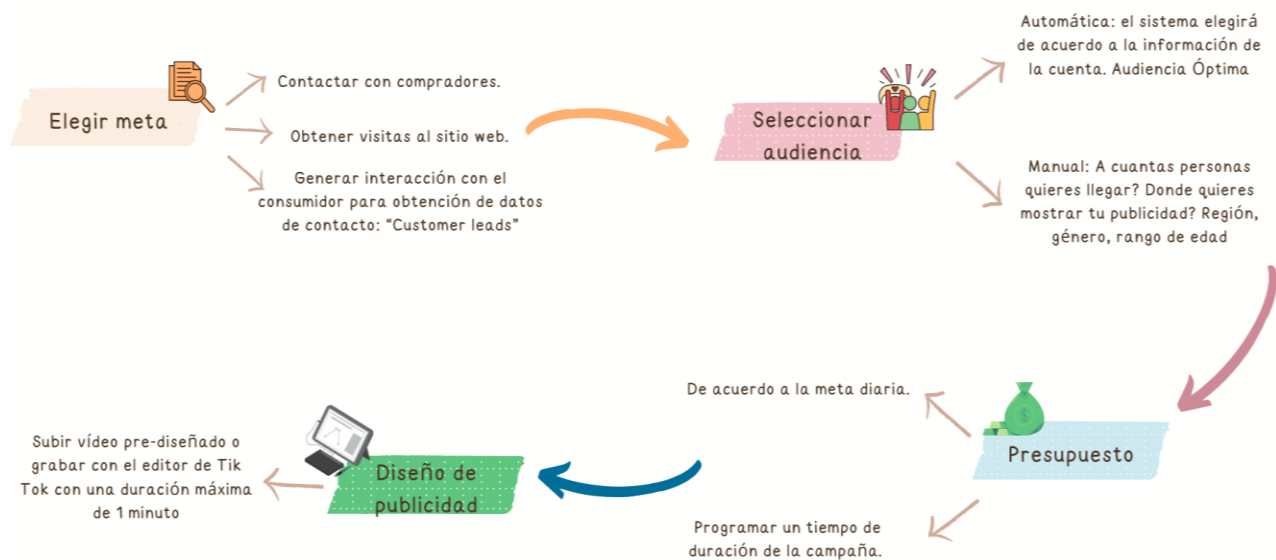 Elegir meta
Contactar con compradores.
Obtener visitas al sitio web.
Generar interacción con el
consumidor para obtención de datos
de contacto: “Customer leads”
Seleccionar
audiencia
Automática: el sistema elegirá
de acuerdo a la información de
la cuenta. Audiencia Óptima
Manual: A cuantas personas
quieres llegar? Donde quieres
mostrar tu publicidad? Región,
género, rango de edad
Presupuesto
De acuerdo a la meta diaria.
Programar un tiempo de
duración de la campaña.
Diseño de
publicidad
Subir vídeo pre-diseñado o
grabar con el editor de Tik
Tok con una duración máxima
de 1 minuto